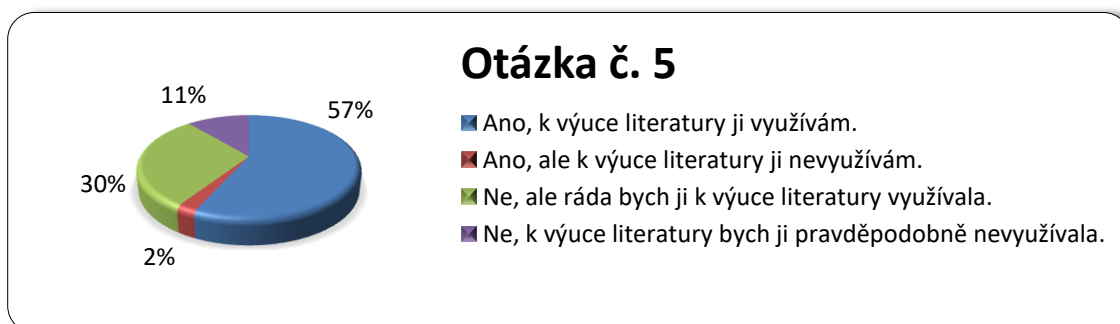 Otázka č. 5
57%
2%
30%
11%
Ano, k výuce literatury ji využívám.
Ano, ale k výuce literatury ji nevyužívám.
Ne, ale ráda bych ji k výuce literatury využívala.
Ne, k výuce literatury bych ji pravděpodobně nevyužívala.